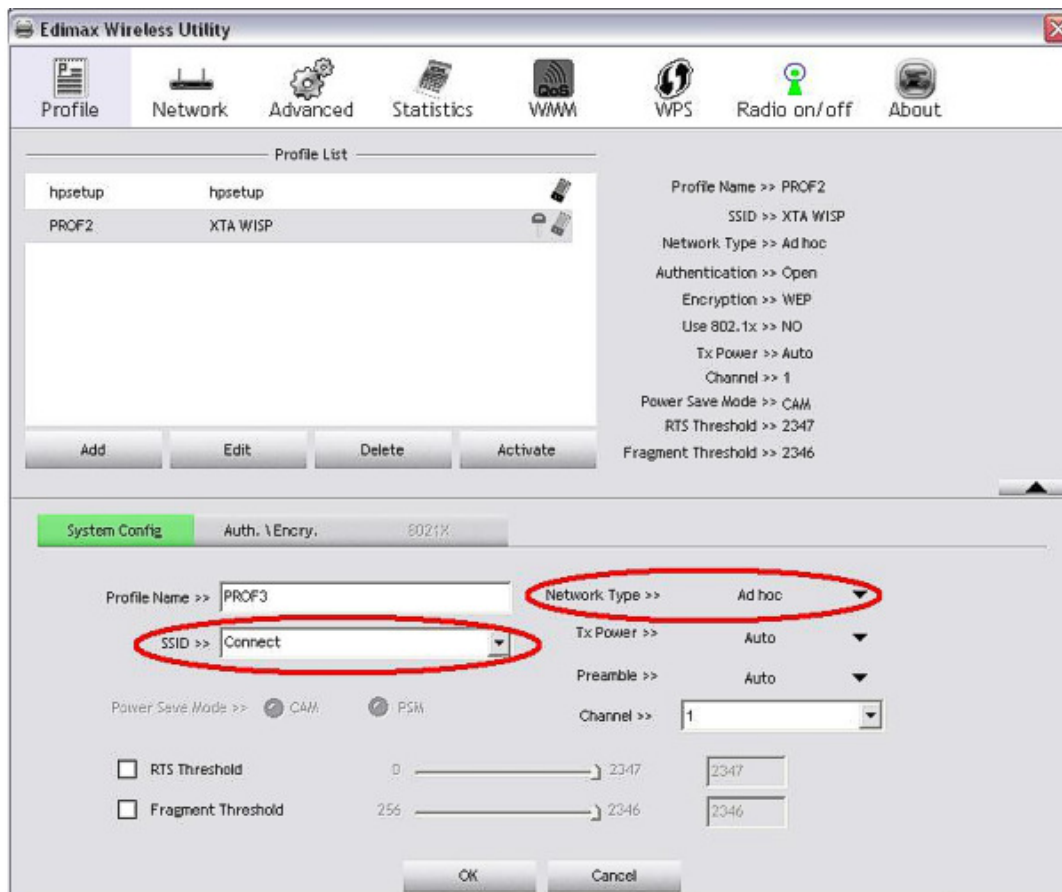 Edimax Wireless Utility
Profile Network Advanced Statistics QoS WMM WPS Radio on/off About
Profile List
hpsetup hpsetup
PROF2 XTA WISP
Add Edit Delete Activate
Profile Name >> PROF2
SSID >> XTA WISP
Network Type >> Ad hoc
Authentication >> Open
Encryption >> WEP
Use 802.1x >> NO
Tx Power >> Auto
Channel >> 1
Power Save Mode >> CAM
RTS Threshold >> 2347
Fragment Threshold >> 2346
System Config Auth. \ Encry. 8021X
Profile Name >> PROF3 Network Type >> Ad hoc
SSID >> Connect Tx Power >> Auto
Preamble >> Auto
Power Save Mode >> CAM PSM Channel >> 1
RTS Threshold 0 2347 2347
Fragment Threshold 256 2346 2346
OK Cancel